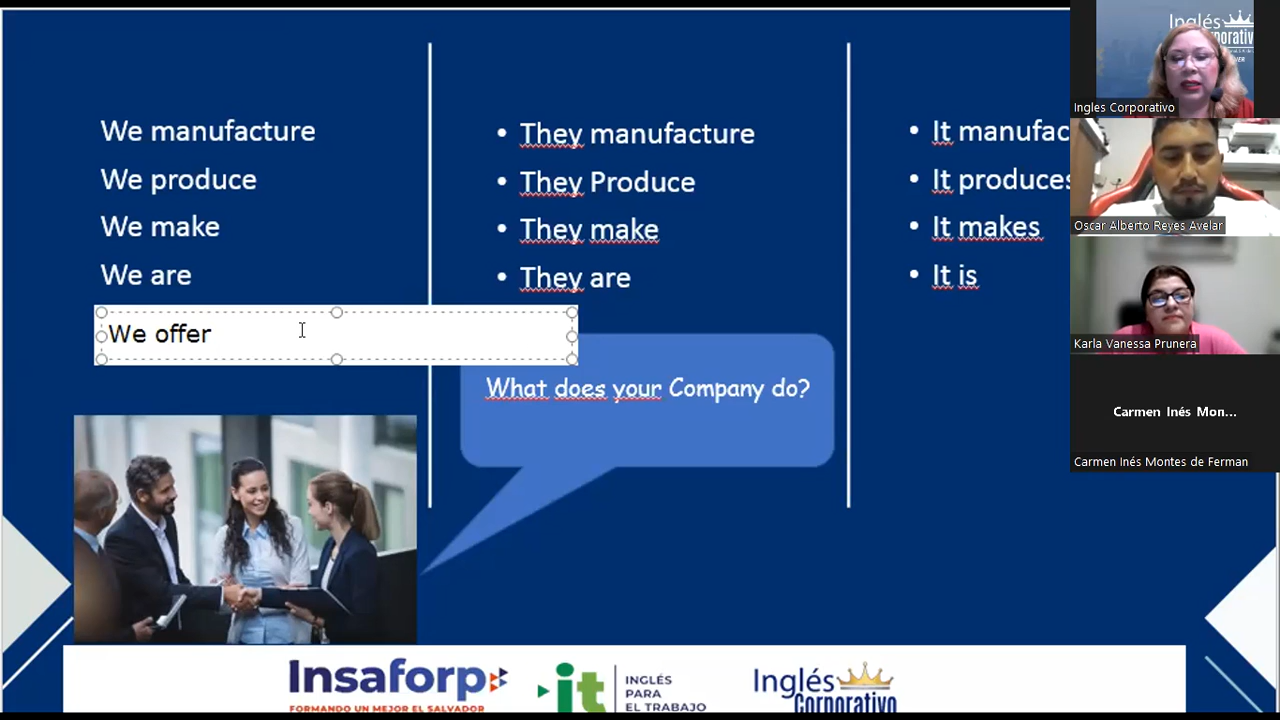 We manufacture
We produce
We make
We are
We offer
• They manufacture
• They Produce
• They make
• They are
What does your Company do?
• It manufac
• It produces
• It makes
• It is
Insaforp
FORMANDO UN MEJOR EL SALVADOR
it
INGLÉS
PARA
EL TRABAJO
Inglés
Corporativo
Inglés
Ingles Corporativo
Oscar Alberto Reyes Avelar
Karla Vanessa Prunera
Carmen Inés Mon...
Carmen Inés Montes de Ferman